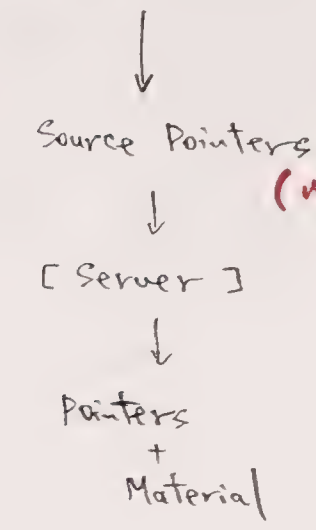 Source Pointers
[ Server ]
Pointers
+
Material